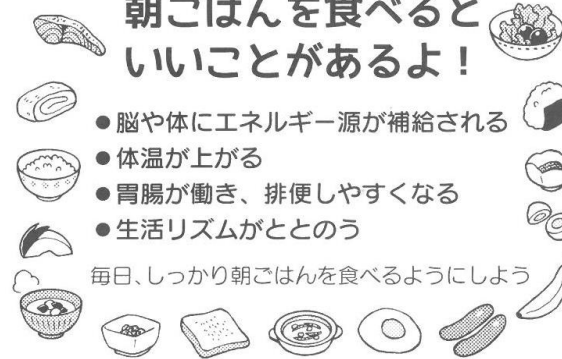 朝ごはんを食べると
いいことがあるよ！
●脳や体にエネルギー源が補給される
●体温が上がる
●胃腸が働き、排便しやすくなる
●生活リズムがととのう
毎日、しっかり朝ごはんを食べるようにしよう